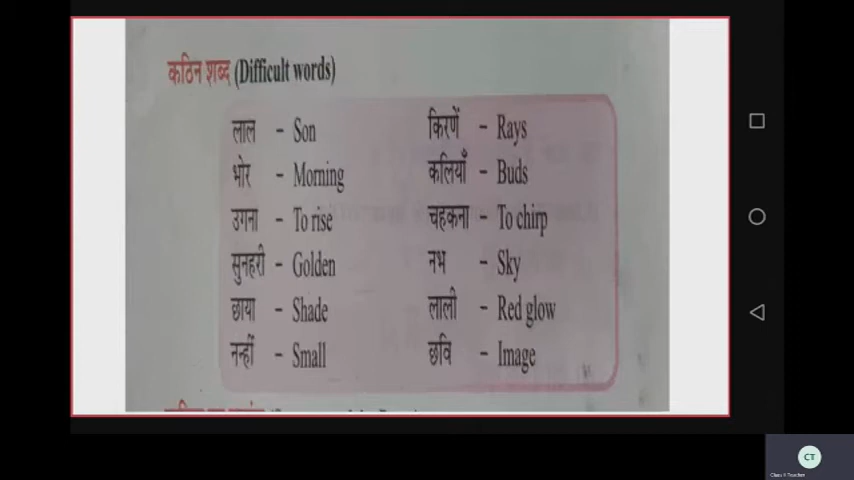 कठिन शब्द (Difficult words)
लाल - Son
भोर - Morning
उगना - To rise
सुनहरी - Golden
छाया - Shade
नन्हीं - Small
किरणें - Rays
कलियाँ - Buds
चहकना - To chirp
नभ - Sky
लाली - Red glow
छवि - Image
CT